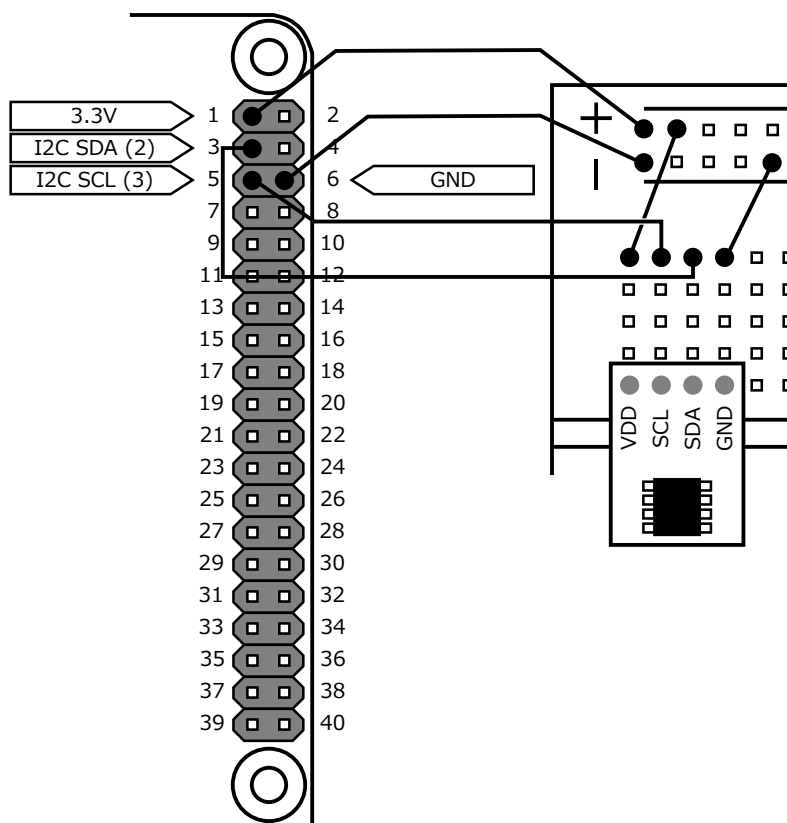 3.3V 1 2
I2C SDA (2) 3 4
I2C SCL (3) 5 6 GND
7 8
9 10
11 12
13 14
15 16
17 18
19 20
21 22
23 24
25 26
27 28
29 30
31 32
33 34
35 36
37 38
39 40
+
-
VDD
SCL
SDA
GND